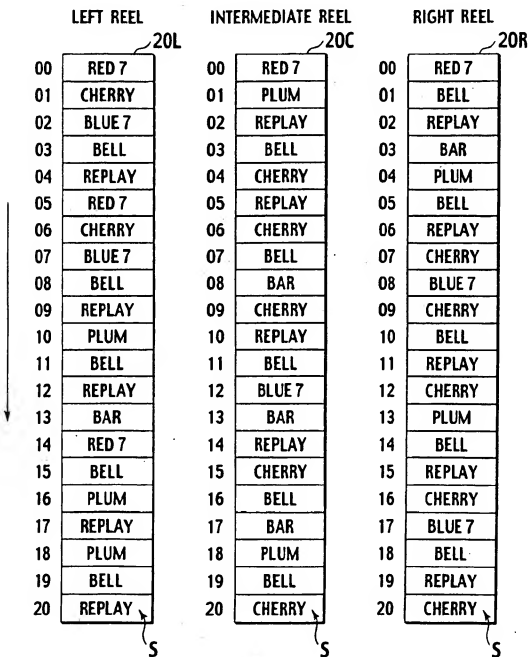 LEFT REEL INTERMEDIATE REEL RIGHT REEL
20L 20C 20R
00 RED 7 00 RED 7 00 RED 7
01 CHERRY 01 PLUM 01 BELL
02 BLUE 7 02 REPLAY 02 REPLAY
03 BELL 03 BELL 03 BAR
04 REPLAY 04 CHERRY 04 PLUM
05 RED 7 05 REPLAY 05 BELL
06 CHERRY 06 CHERRY 06 REPLAY
07 BLUE 7 07 BELL 07 CHERRY
08 BELL 08 BAR 08 BLUE 7
09 REPLAY 09 CHERRY 09 CHERRY
10 PLUM 10 REPLAY 10 BELL
11 BELL 11 BELL 11 REPLAY
12 REPLAY 12 BLUE 7 12 CHERRY
13 BAR 13 BAR 13 PLUM
14 RED 7 14 REPLAY 14 BELL
15 BELL 15 CHERRY 15 REPLAY
16 PLUM 16 BELL 16 CHERRY
17 REPLAY 17 BAR 17 BLUE 7
18 PLUM 18 PLUM 18 BELL
19 BELL 19 BELL 19 REPLAY
20 REPLAY 20 CHERRY 20 CHERRY
S S S